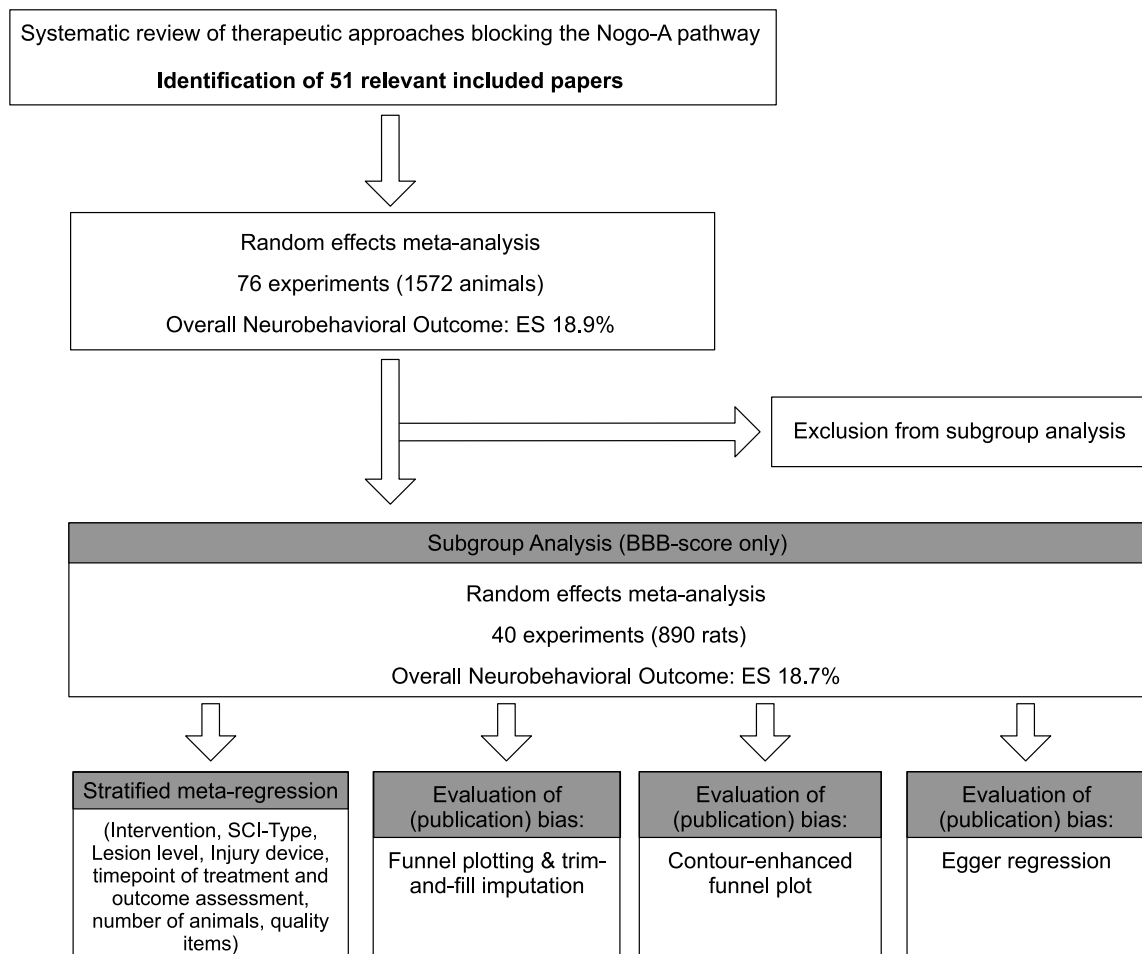 Systematic review of therapeutic approaches blocking the Nogo-A pathway
Identification of 51 relevant included papers
Random effects meta-analysis
76 experiments (1572 animals)
Overall Neurobehavioral Outcome: ES 18.9%
Exclusion from subgroup analysis
Subgroup Analysis (BBB-score only)
Random effects meta-analysis
40 experiments (890 rats)
Overall Neurobehavioral Outcome: ES 18.7%
Stratified meta-regression
(Intervention, SCI-Type,
Lesion level, Injury device,
timepoint of treatment and
outcome assessment,
number of animals, quality
items)
Evaluation of
(publication) bias:
Funnel plotting & trim-
and-fill imputation
Evaluation of
(publication) bias:
Contour-enhanced
funnel plot
Evaluation of
(publication) bias:
Egger regression